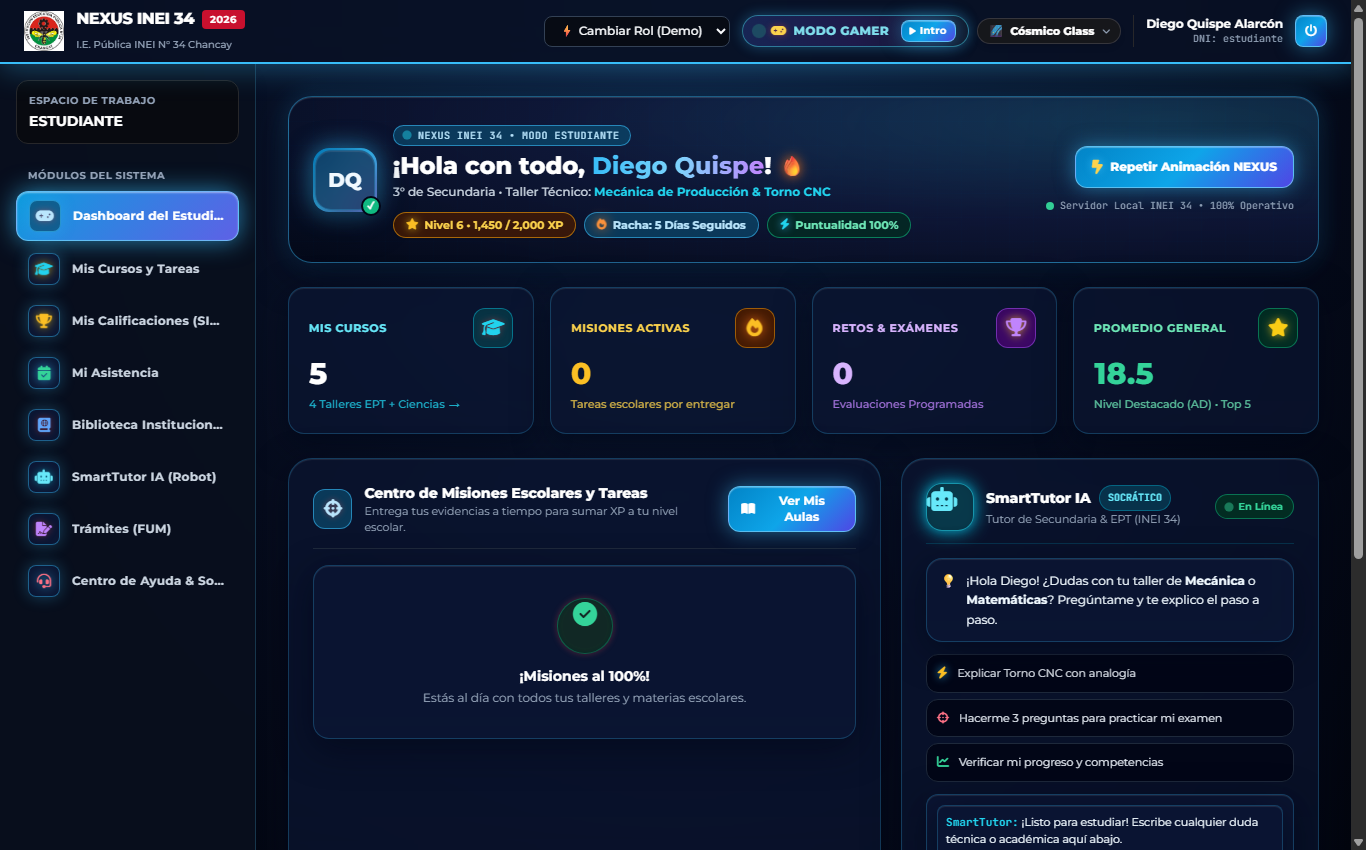 NEXUS INEI 34 2026
I.E. Pública INEI N° 34 Chancay
Cambiar Rol (Demo)
MODO GAMER
Intro
Cósmico Glass
Diego Quispe Alarcón
DNI: estudiante
ESPACIO DE TRABAJO
ESTUDIANTE
MÓDULOS DEL SISTEMA
Dashboard del Estudi...
Mis Cursos y Tareas
Mis Calificaciones (SI...
Mi Asistencia
Biblioteca Institucion...
SmartTutor IA (Robot)
Trámites (FUM)
Centro de Ayuda & So...
NEXUS INEI 34 • MODO ESTUDIANTE
DQ
¡Hola con todo, Diego Quispe!
3° de Secundaria • Taller Técnico: Mecánica de Producción & Torno CNC
Nivel 6 • 1,450 / 2,000 XP
Racha: 5 Días Seguidos
Puntualidad 100%
Repetir Animación NEXUS
Servidor Local INEI 34 • 100% Operativo
MIS CURSOS
5
4 Talleres EPT + Ciencias →
MISIONES ACTIVAS
0
Tareas escolares por entregar
RETOS & EXÁMENES
0
Evaluaciones Programadas
PROMEDIO GENERAL
18.5
Nivel Destacado (AD) • Top 5
Centro de Misiones Escolares y Tareas
Entrega tus evidencias a tiempo para sumar XP a tu nivel
escolar.
Ver Mis
Aulas
¡Misiones al 100%!
Estás al día con todos tus talleres y materias escolares.
SmartTutor IA SOCRÁTICO
Tutor de Secundaria & EPT (INEI 34)
En Línea
¡Hola Diego! ¿Dudas con tu taller de Mecánica o
Matemáticas? Pregúntame y te explico el paso a
paso.
Explicar Torno CNC con analogía
Hacerme 3 preguntas para practicar mi examen
Verificar mi progreso y competencias
SmartTutor: ¡Listo para estudiar! Escribe cualquier duda
técnica o académica aquí abajo.